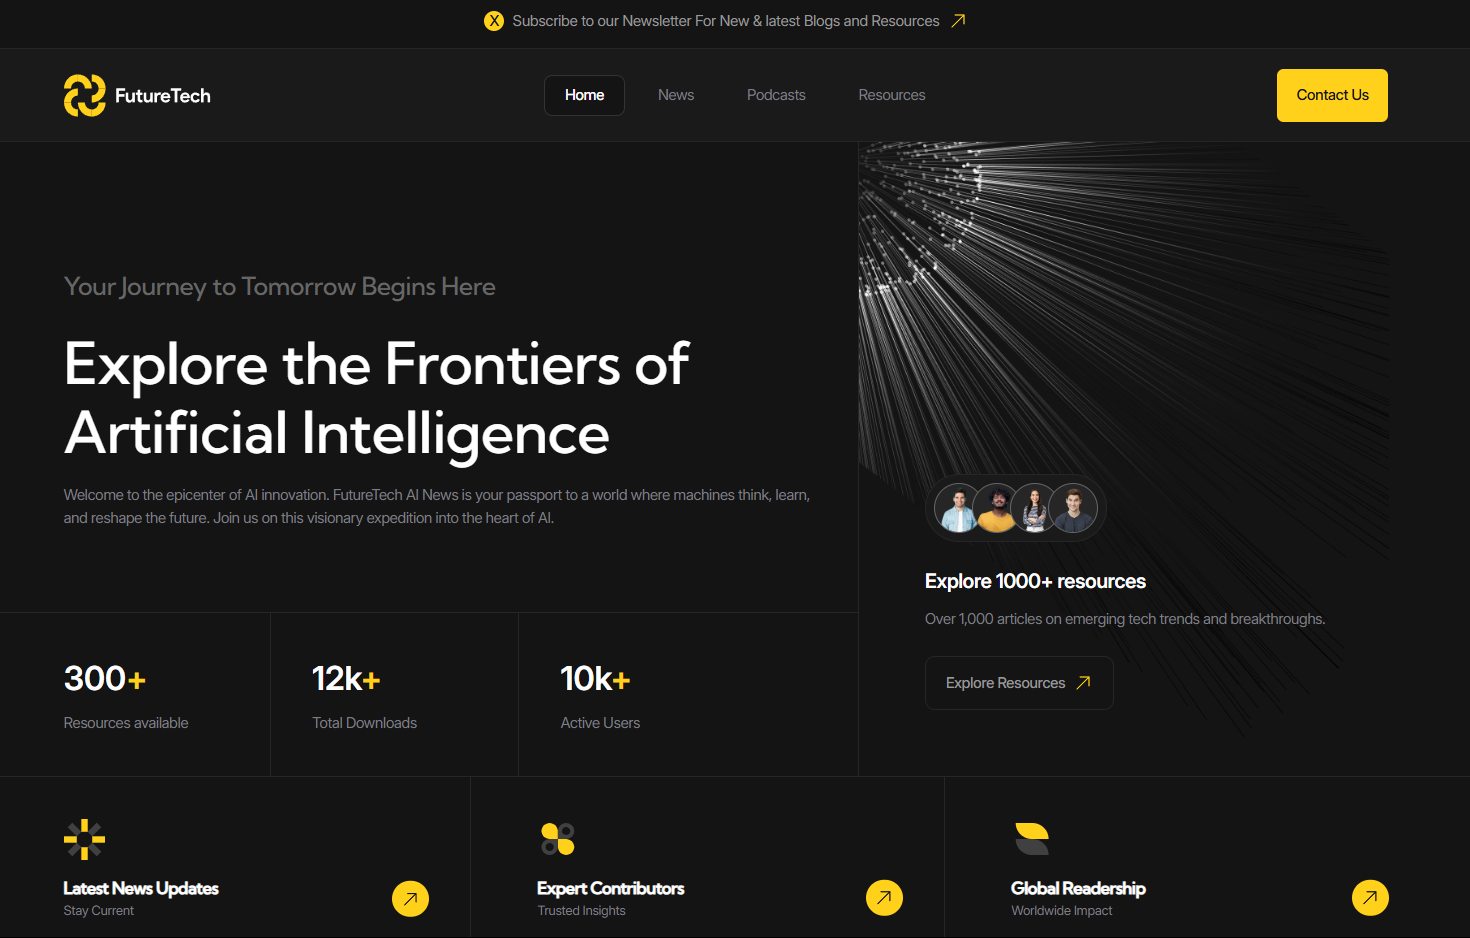 X Subscribe to our Newsletter For New & latest Blogs and Resources
FutureTech
Home
News
Podcasts
Resources
Contact Us
Your Journey to Tomorrow Begins Here
Explore the Frontiers of
Artificial Intelligence
Welcome to the epicenter of AI innovation. FutureTech AI News is your passport to a world where machines think, learn,
and reshape the future. Join us on this visionary expedition into the heart of AI.
Explore 1000+ resources
Over 1,000 articles on emerging tech trends and breakthroughs.
Explore Resources
300+
Resources available
12k+
Total Downloads
10k+
Active Users
Latest News Updates
Stay Current
Expert Contributors
Trusted Insights
Global Readership
Worldwide Impact